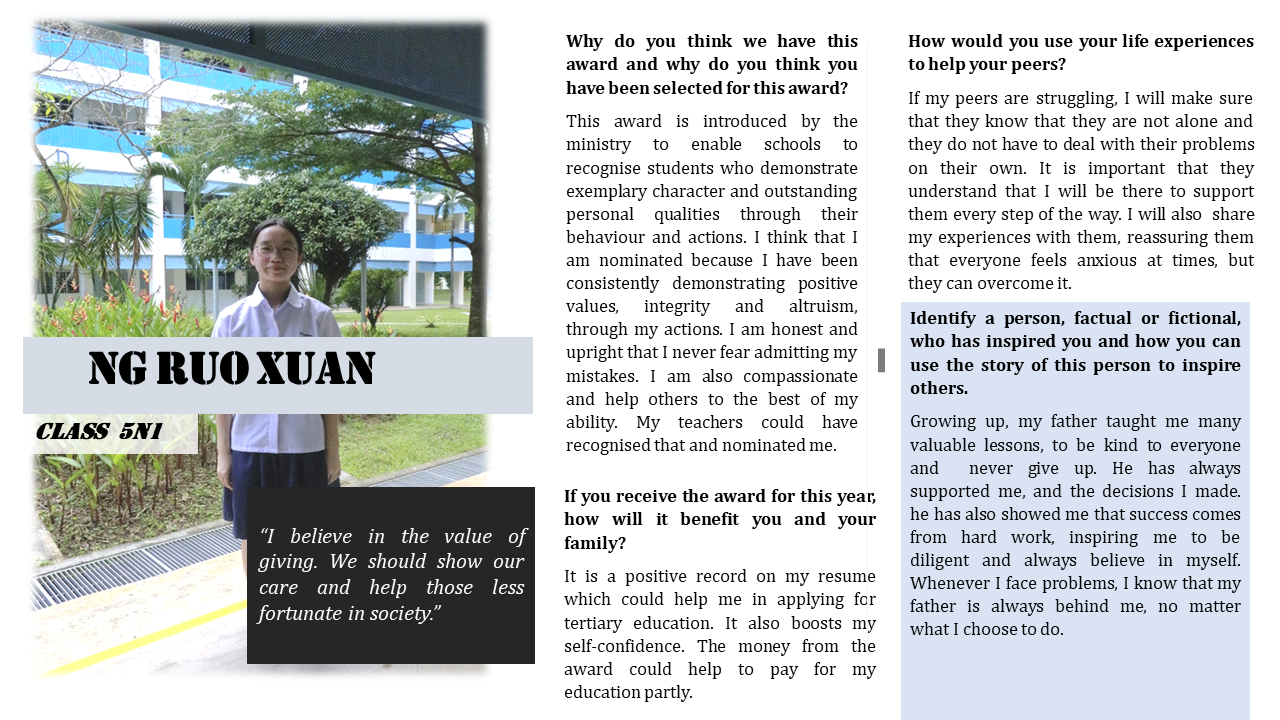 NG RUO XUAN
CLASS 5N1
“I believe in the value of
giving. We should show our
care and help those less
fortunate in society.”
Why do you think we have this
award and why do you think you
have been selected for this award?
This award is introduced by the
ministry to enable schools to
recognise students who demonstrate
exemplary character and outstanding
personal qualities through their
behaviour and actions. I think that I
am nominated because I have been
consistently demonstrating positive
values, integrity and altruism,
through my actions. I am honest and
upright that I never fear admitting my
mistakes. I am also compassionate
and help others to the best of my
ability. My teachers could have
recognised that and nominated me.
If you receive the award for this year,
how will it benefit you and your
family?
It is a positive record on my resume
which could help me in applying for
tertiary education. It also boosts my
self-confidence. The money from the
award could help to pay for my
education partly.
How would you use your life experiences
to help your peers?
If my peers are struggling, I will make sure
that they know that they are not alone and
they do not have to deal with their problems
on their own. It is important that they
understand that I will be there to support
them every step of the way. I will also share
my experiences with them, reassuring them
that everyone feels anxious at times, but
they can overcome it.
Identify a person, factual or fictional,
who has inspired you and how you can
use the story of this person to inspire
others.
Growing up, my father taught me many
valuable lessons, to be kind to everyone
and never give up. He has always
supported me, and the decisions I made.
he has also showed me that success comes
from hard work, inspiring me to be
diligent and always believe in myself.
Whenever I face problems, I know that my
father is always behind me, no matter
what I choose to do.